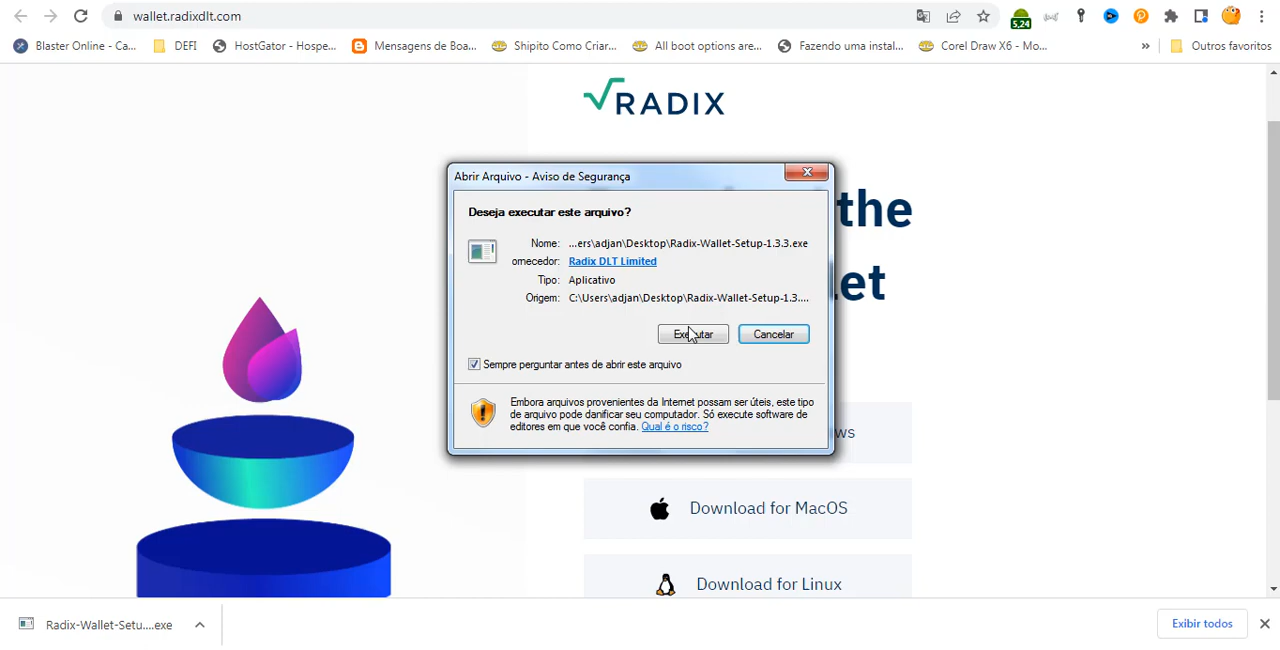 wallet.radixdlt.com
5,24
Blaster Online - Ca...
DEFI
HostGator - Hospe...
Mensagens de Boa...
Shipito Como Criar...
All boot options are...
Fazendo uma instal...
Corel Draw X6 - Mo...
»
Outros favoritos
RADIX
the
let
Abrir Arquivo - Aviso de Segurança
Deseja executar este arquivo?
Nome: ...ers\adjan\Desktop\Radix-Wallet-Setup-1.3.3.exe
omecedor: Radix DLT Limited
Tipo: Aplicativo
Origem: C:\Users\adjan\Desktop\Radix-Wallet-Setup-1.3....
Executar
Cancelar
Sempre perguntar antes de abrir este arquivo
Embora arquivos provenientes da Internet possam ser úteis, este tipo
de arquivo pode danificar seu computador. Só execute software de
editores em que você confia. Qual é o risco?
ws
Download for MacOS
Download for Linux
Radix-Wallet-Setu....exe
Exibir todos